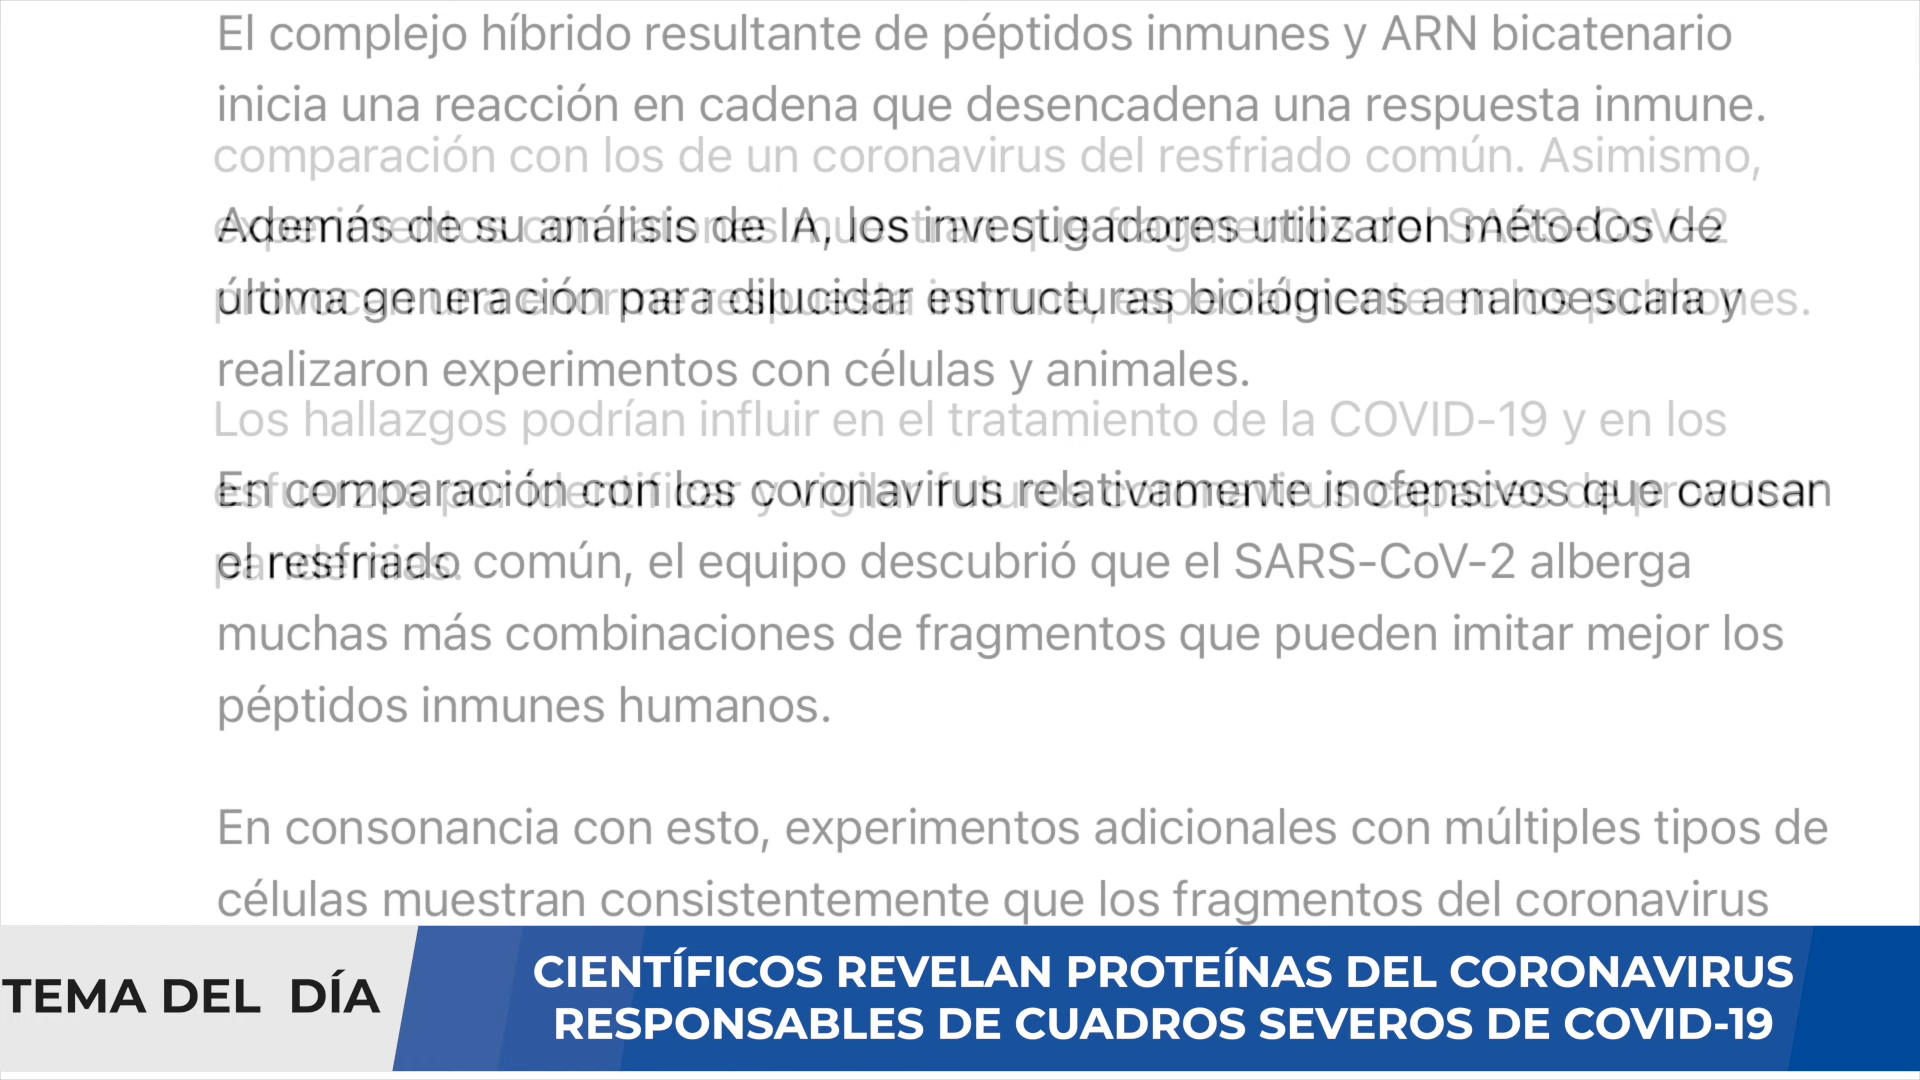 El complejo híbrido resultante de péptidos inmunes y ARN bicatenario
inicia una reacción en cadena que desencadena una respuesta inmune.
comparación con los de un coronavirus del resfriado común. Asimismo,
Además de su análisis de IA, los investigadores utilizaron métodos de
última generación para dilucidar estructuras biológicas a nanoescala y
realizaron experimentos con células y animales.
Los hallazgos podrían influir en el tratamiento de la COVID-19 y en los
En comparación con los coronavirus relativamente inofensivos que causan
el resfriado común, el equipo descubrió que el SARS-CoV-2 alberga
muchas más combinaciones de fragmentos que pueden imitar mejor los
péptidos inmunes humanos.
En consonancia con esto, experimentos adicionales con múltiples tipos de
células muestran consistentemente que los fragmentos del coronavirus
TEMA DEL DÍA
CIENTÍFICOS REVELAN PROTEÍNAS DEL CORONAVIRUS
RESPONSABLES DE CUADROS SEVEROS DE COVID-19